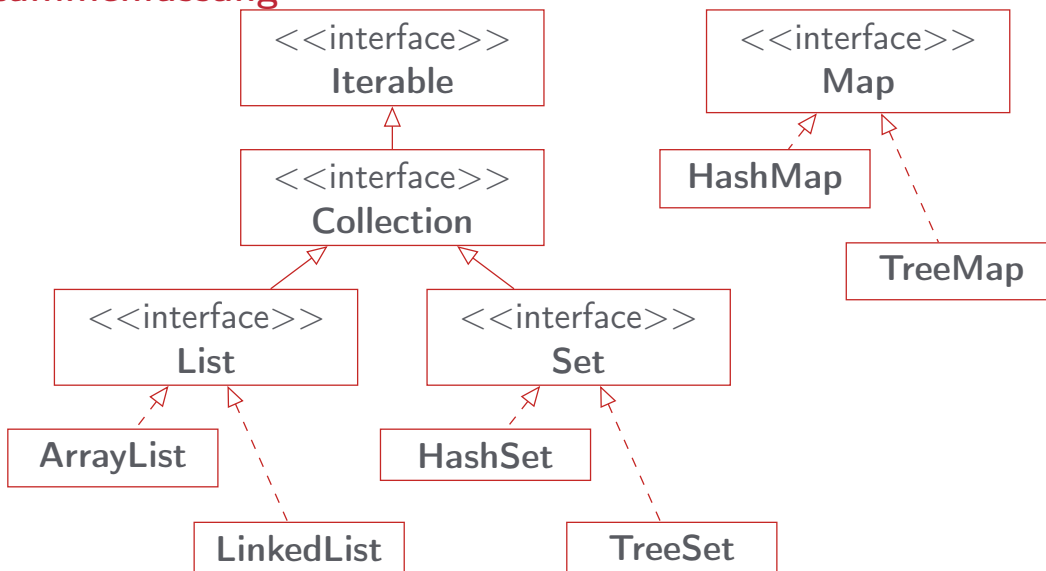 <<interface>>
Iterable
<<interface>>
Map
<<interface>>
Collection
HashMap
TreeMap
<<interface>>
List
<<interface>>
Set
ArrayList
HashSet
LinkedList
TreeSet